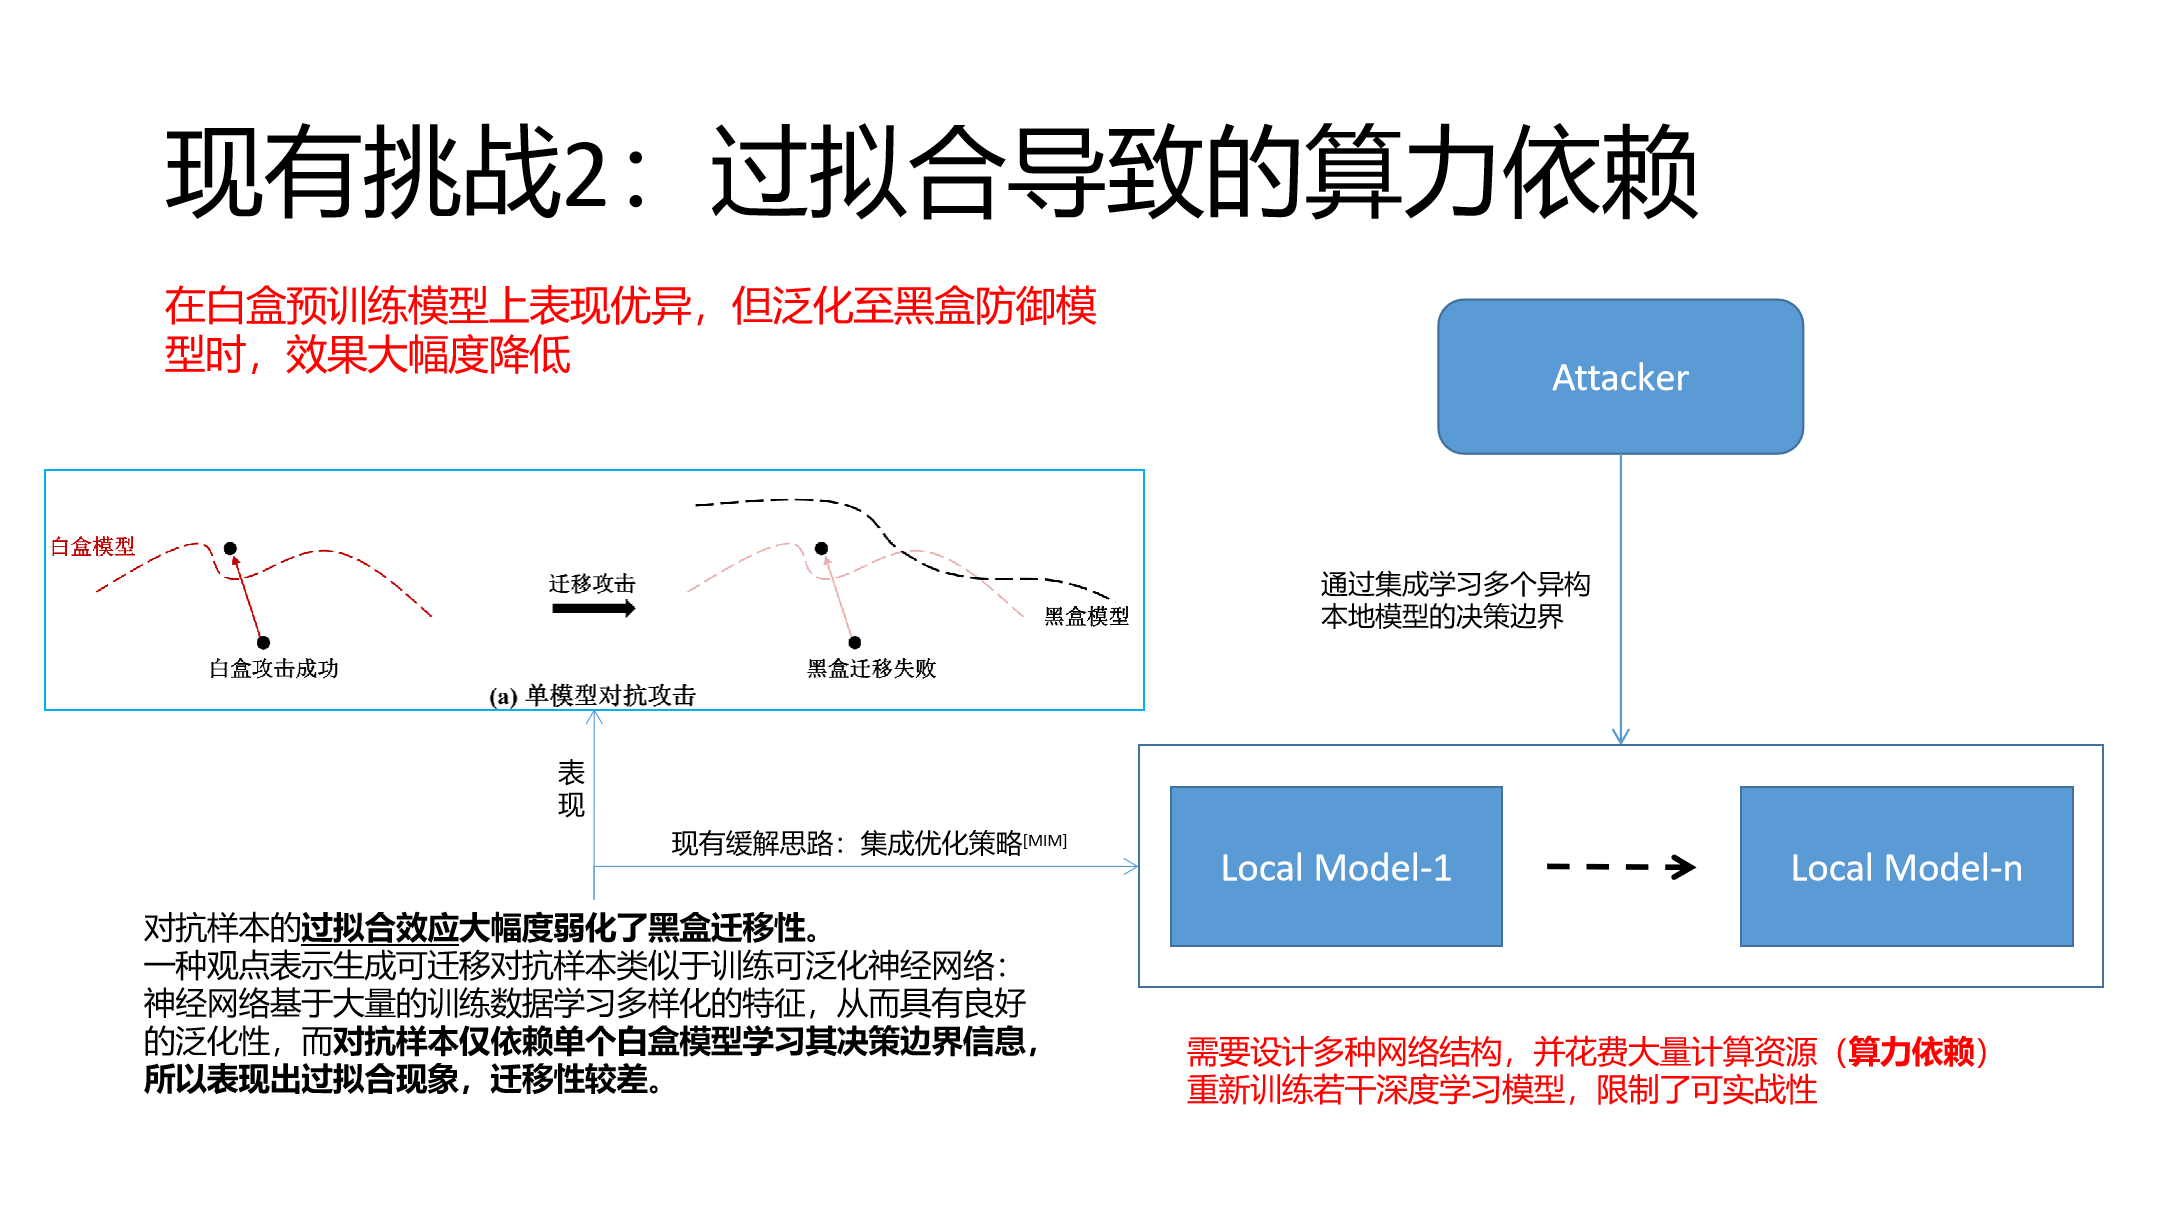 现有挑战2：过拟合导致的算力依赖
在白盒预训练模型上表现优异，但泛化至黑盒防御模
型时，效果大幅度降低
Attacker
白盒模型
迁移攻击
黑盒模型
白盒攻击成功
黑盒迁移失败
(a) 单模型对抗攻击
通过集成学习多个异构
本地模型的决策边界
表
现
现有缓解思路：集成优化策略[MIM]
Local Model-1
Local Model-n
对抗样本的过拟合效应大幅度弱化了黑盒迁移性。
一种观点表示生成可迁移对抗样本类似于训练可泛化神经网络：
神经网络基于大量的训练数据学习多样化的特征，从而具有良好
的泛化性，而对抗样本仅依赖单个白盒模型学习其决策边界信息，
所以表现出过拟合现象，迁移性较差。
需要设计多种网络结构，并花费大量计算资源（算力依赖）
重新训练若干深度学习模型，限制了可实战性